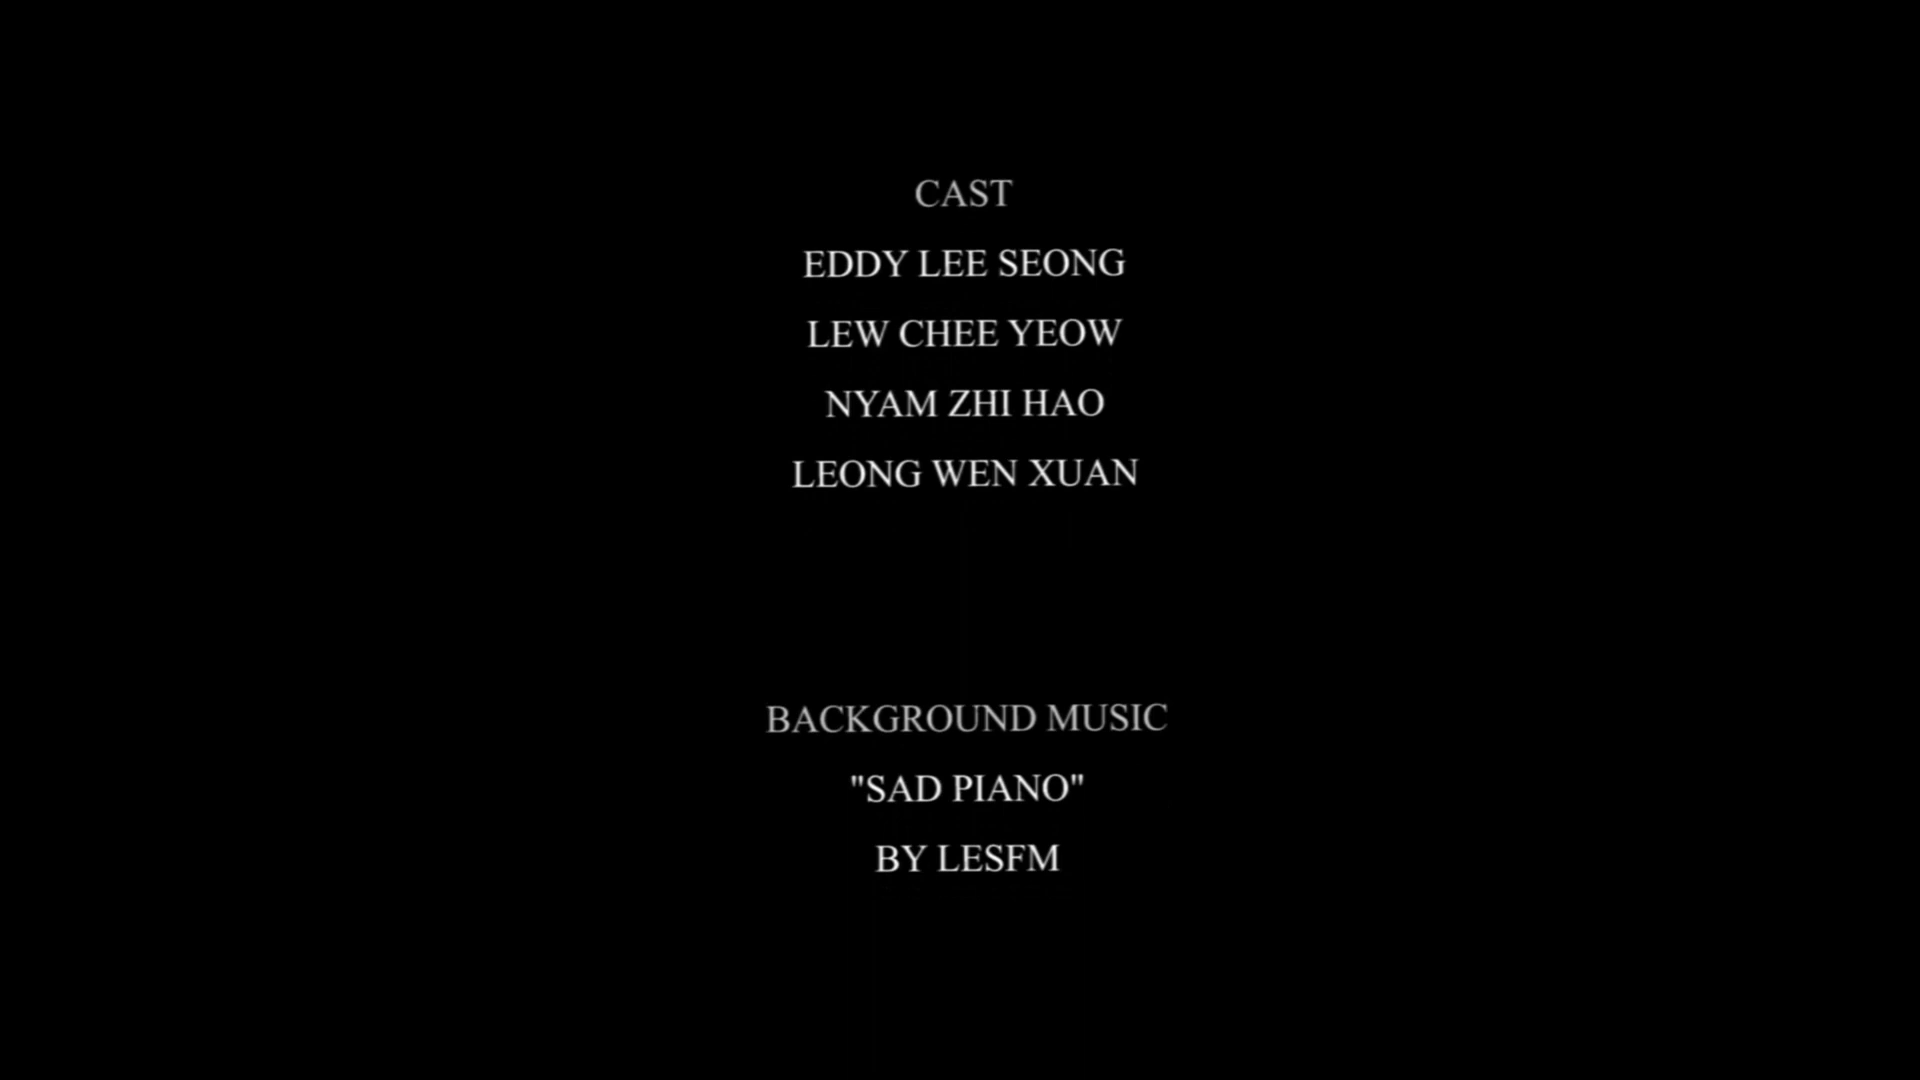 CAST
EDDY LEE SEONG
LEW CHEE YEOW
NYAM ZHI HAO
LEONG WEN XUAN
BACKGROUND MUSIC
"SAD PIANO"
BY LESFM